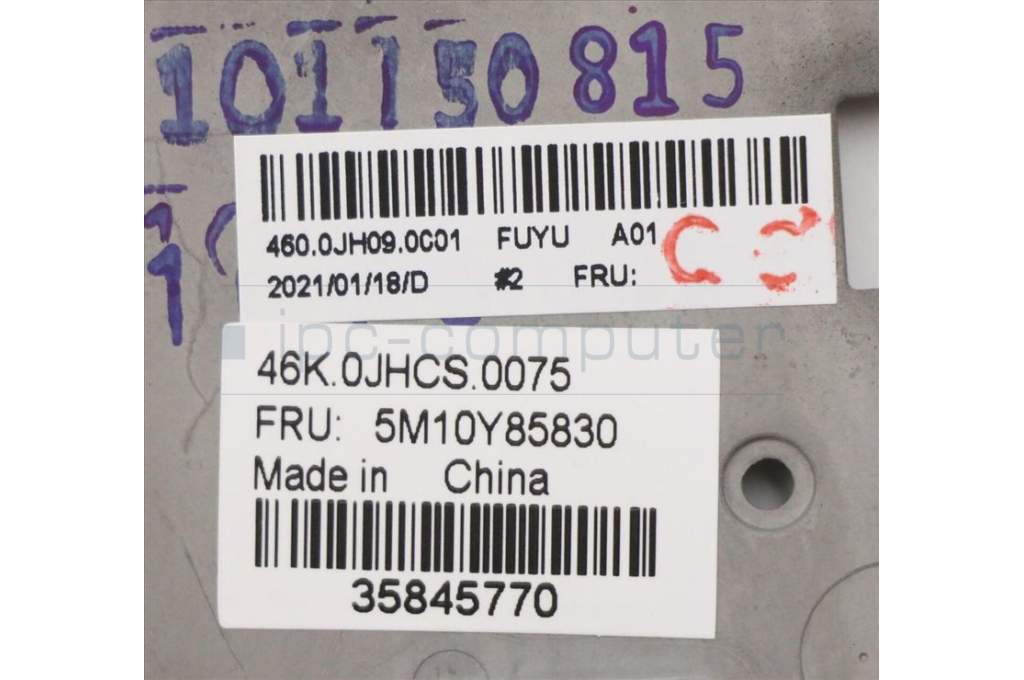 101150815
460.0JH09.0C01 FUYU A01
2021/01/18/D #2 FRU:
ipc-computer
46K.0JHCS.0075
FRU: 5M10Y85830
Made in China
35845770